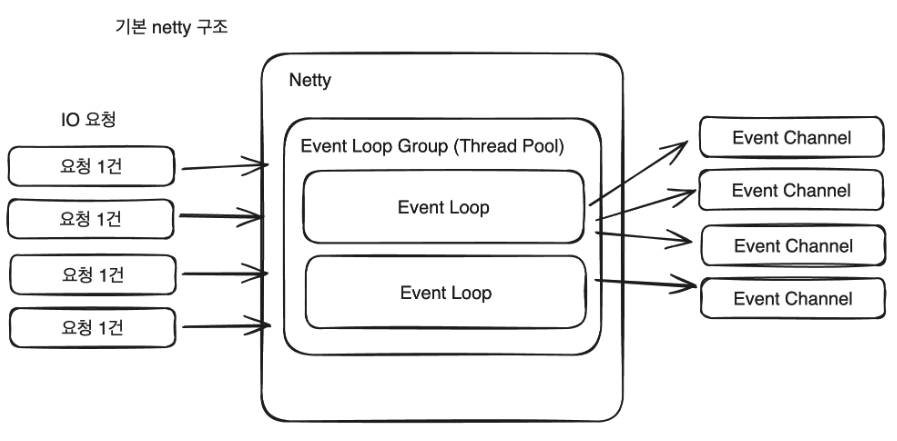 기본 netty 구조
Netty
IO 요청
요청 1건
요청 1건
요청 1건
요청 1건
Event Loop Group (Thread Pool)
Event Loop
Event Loop
Event Channel
Event Channel
Event Channel
Event Channel